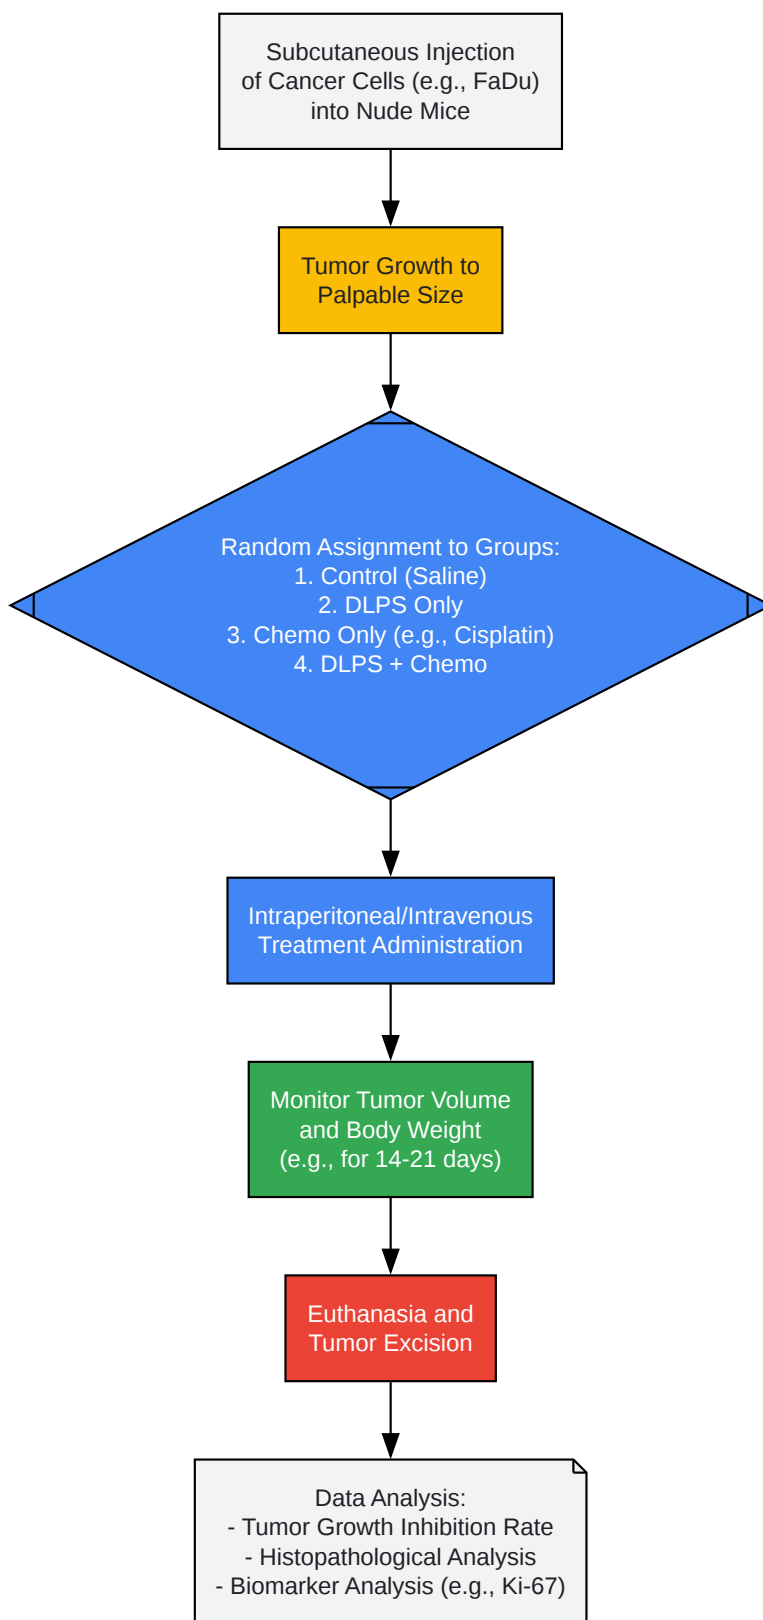 Subcutaneous Injection
of Cancer Cells (e.g., FaDu)
into Nude Mice
Tumor Growth to
Palpable Size
Random Assignment to Groups:
1. Control (Saline)
2. DLPS Only
3. Chemo Only (e.g., Cisplatin)
4. DLPS + Chemo
Intraperitoneal/Intravenous
Treatment Administration
Monitor Tumor Volume
and Body Weight
(e.g., for 14-21 days)
Euthanasia and
Tumor Excision
Data Analysis:
- Tumor Growth Inhibition Rate
- Histopathological Analysis
- Biomarker Analysis (e.g., Ki-67)